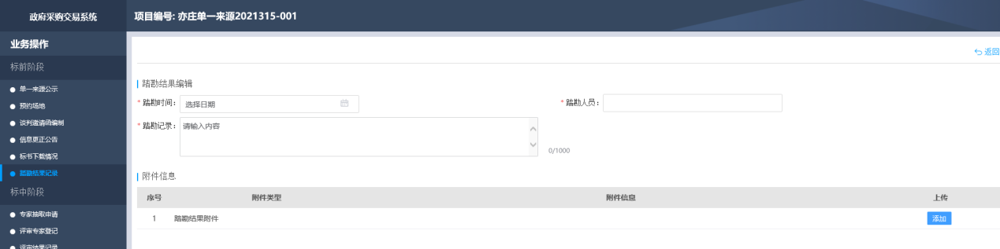 政府采购交易系统
项目编号: 亦庄单一来源2021315-001
业务操作
标前阶段
单一来源公示
预约场地
谈判邀请函编制
信息更正公告
标书下载情况
踏勘结果记录
标中阶段
专家抽取申请
评审专家登记
评审结果记录
返回
踏勘结果编辑
* 踏勘时间： 选择日期
* 踏勘人员：
* 踏勘记录： 请输入内容
0/1000
附件信息
序号 附件类型 附件信息 上传
1 踏勘结果附件 添加